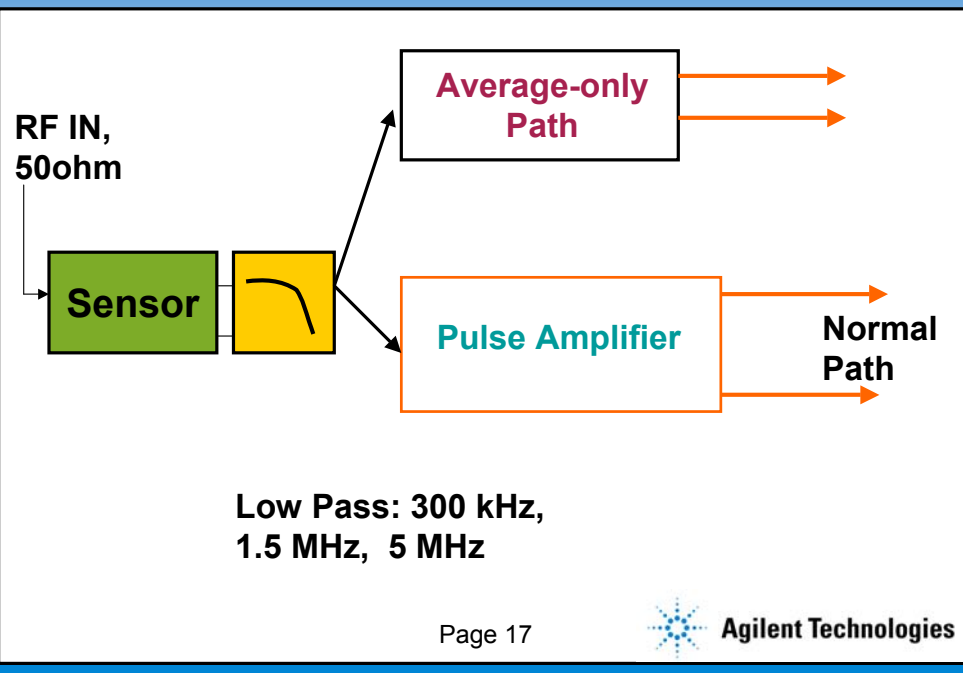 RF IN,
50ohm
Average-only
Path
Sensor
Pulse Amplifier
Normal
Path
Low Pass: 300 kHz,
1.5 MHz,  5 MHz
Page 17
Agilent Technologies